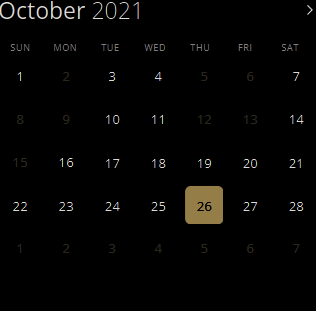 October 2021
SUN MON TUE WED THU FRI SAT
1 2 3 4 5 6 7
8 9 10 11 12 13 14
15 16 17 18 19 20 21
22 23 24 25 26 27 28
1 2 3 4 5 6 7